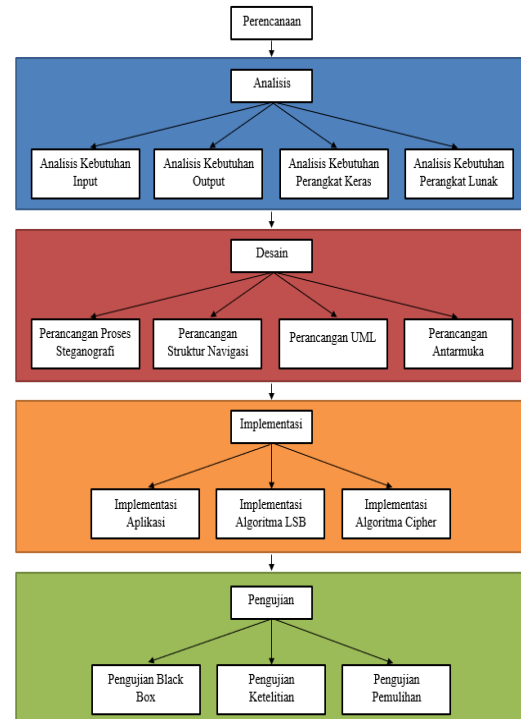 Perencanaan
Analisis
Analisis Kebutuhan
Input
Analisis Kebutuhan
Output
Analisis Kebutuhan
Perangkat Keras
Analisis Kebutuhan
Perangkat Lunak
Desain
Perancangan Proses
Steganografi
Perancangan
Struktur Navigasi
Perancangan UML
Perancangan
Antarmuka
Implementasi
Implementasi
Aplikasi
Implementasi
Algoritma LSB
Implementasi
Algoritma Cipher
Pengujian
Pengujian Black
Box
Pengujian
Ketelitian
Pengujian
Pemulihan